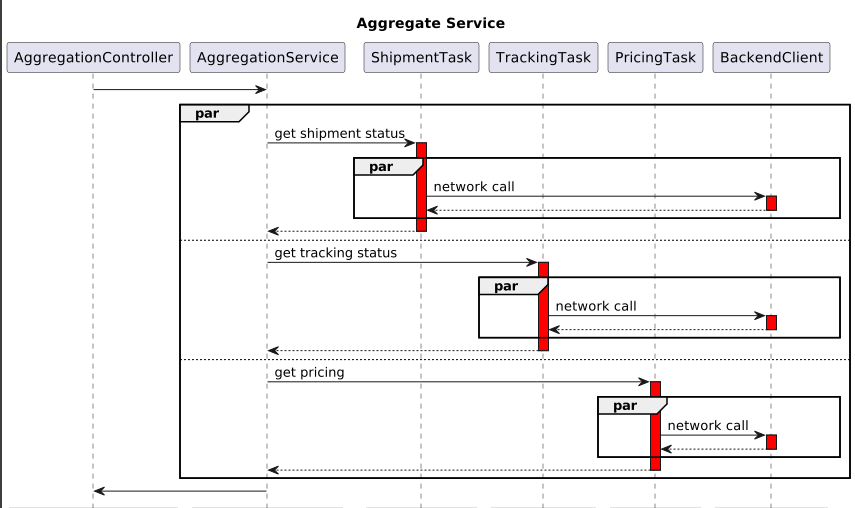 Aggregate Service
AggregationController AggregationService ShipmentTask TrackingTask PricingTask BackendClient
par
get shipment status
par
network call
get tracking status
par
network call
get pricing
par
network call